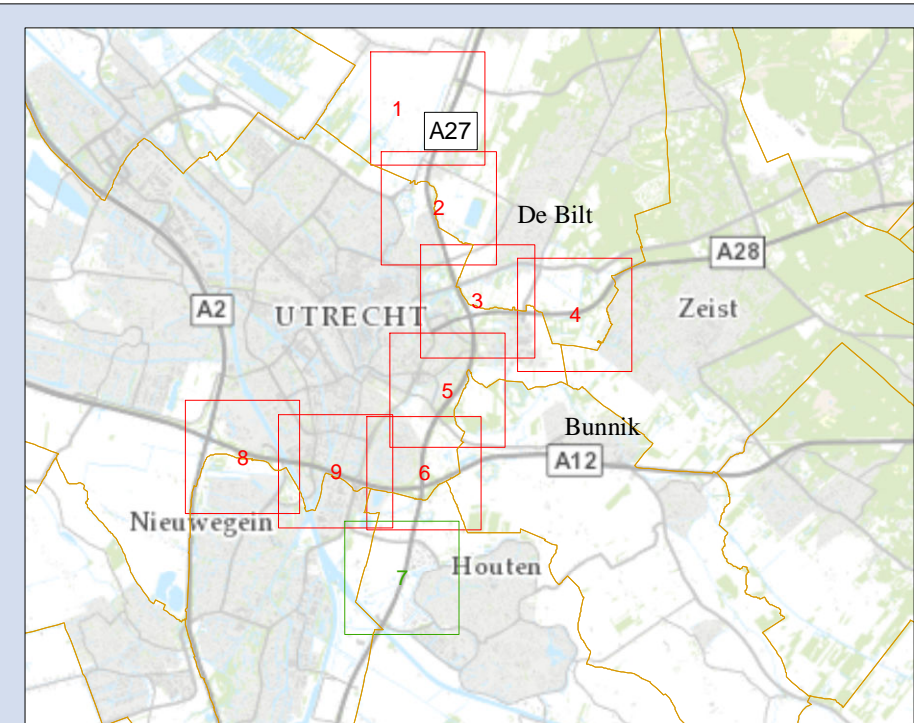 1
A27
2
De Bilt
A28
3
A2
UTRECHT
4
Zeist
5
Bunnik
8
9
6
A12
Nieuwegein
7
Houten